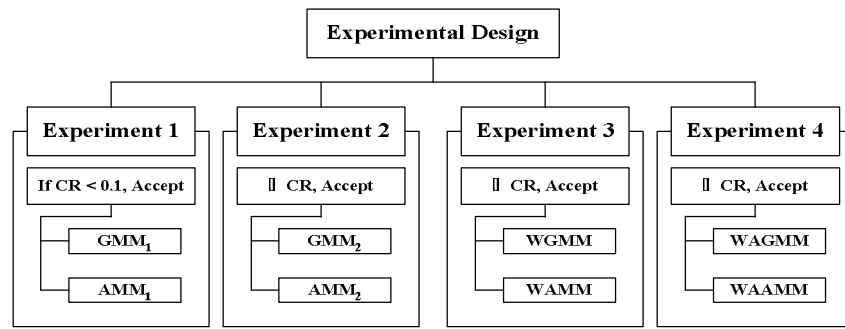 Experimental Design
Experiment 1
If CR < 0.1, Accept
GMM1
AMM1
Experiment 2
▯ CR, Accept
GMM2
AMM2
Experiment 3
▯ CR, Accept
WGMM
WAMM
Experiment 4
▯ CR, Accept
WAGMM
WAAMM